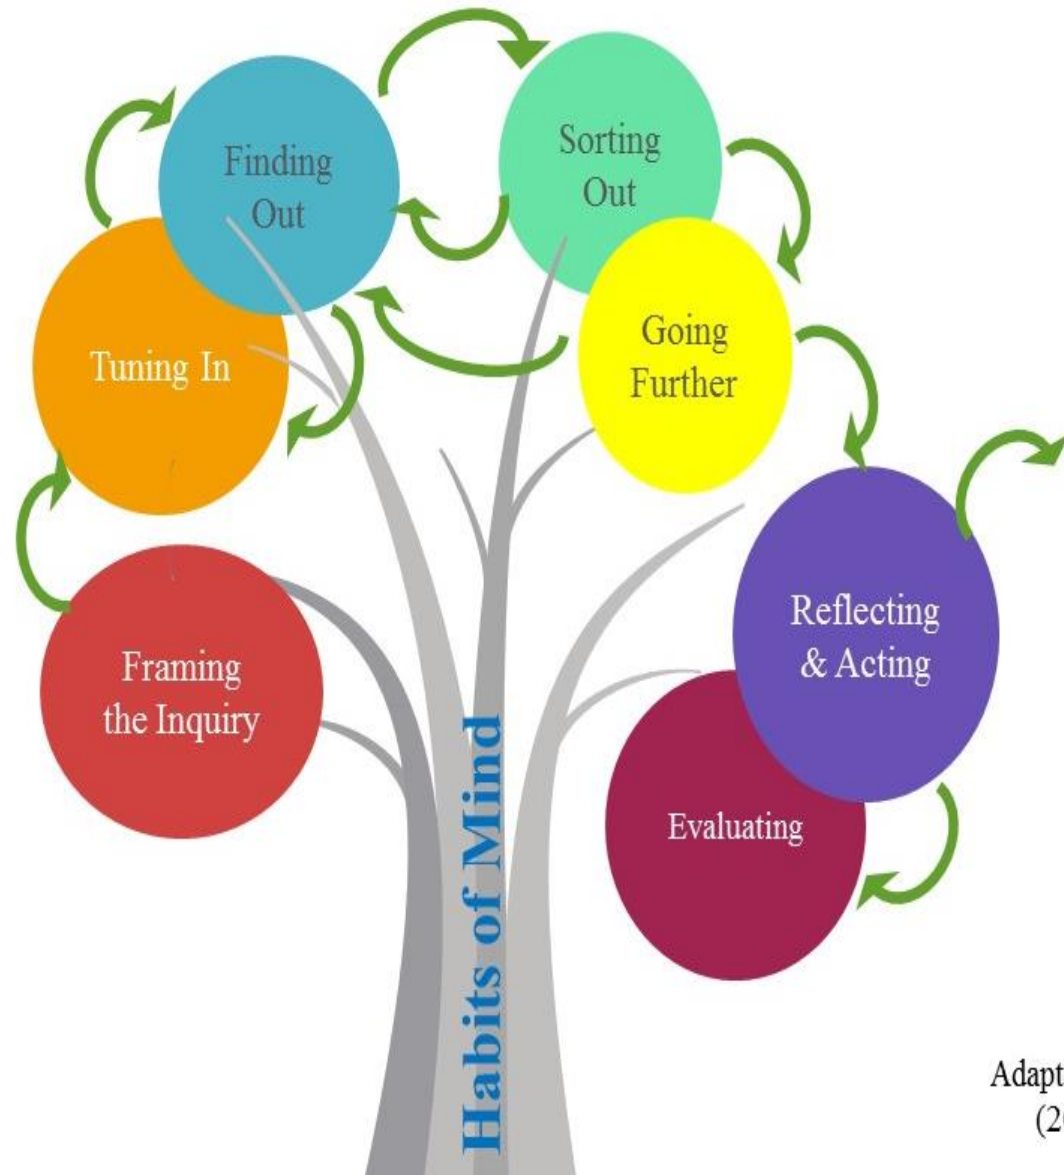 Finding
Out
Sorting
Out
Tuning In
Going
Further
Framing
the Inquiry
Reflecting
& Acting
Evaluating
Habits of Mind